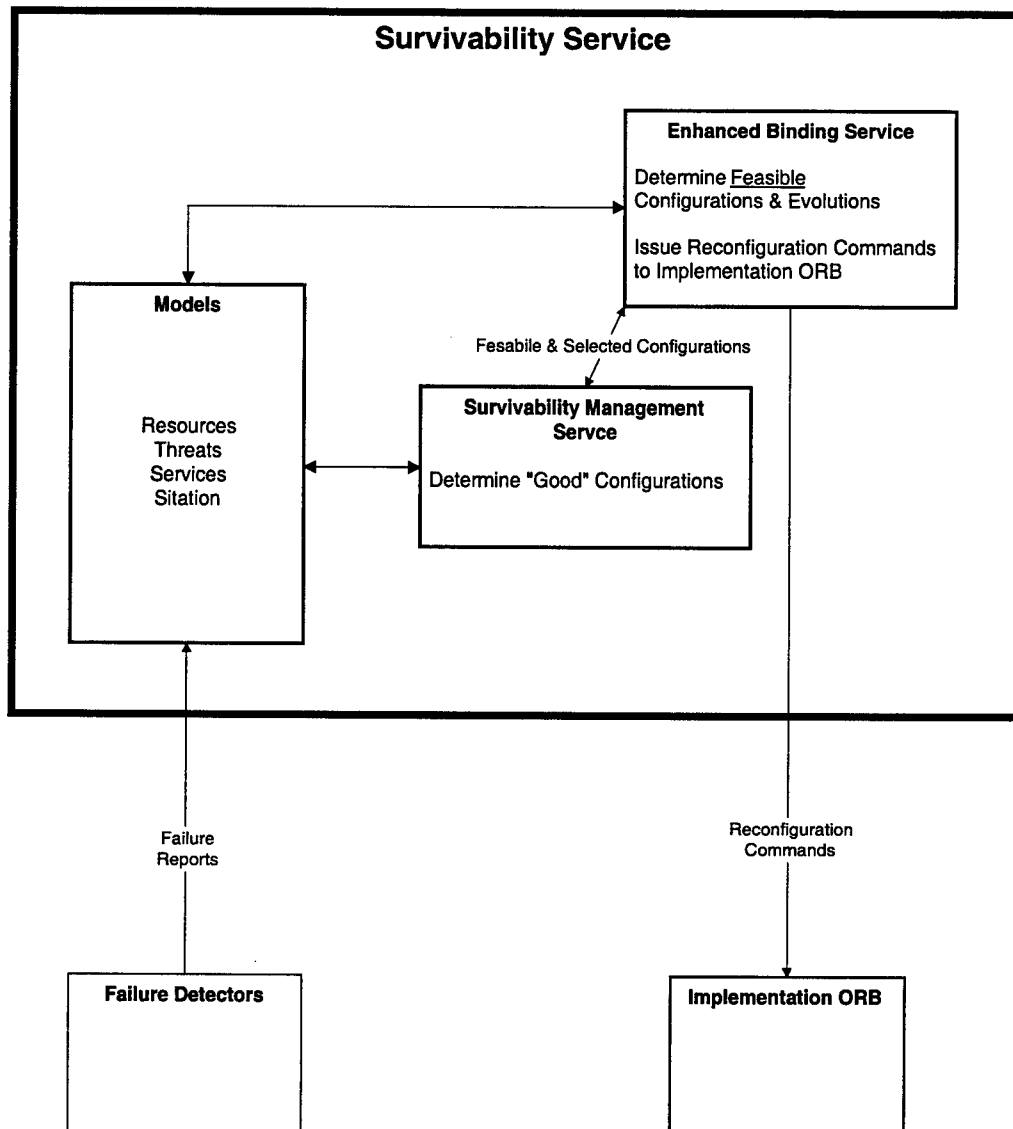 Survivability Service
Enhanced Binding Service
Determine Feasible
Configurations & Evolutions
Issue Reconfiguration Commands
to Implementation ORB
Models
Resources
Threats
Services
Sitation
Fesabile & Selected Configurations
Survivability Management
Servce
Determine "Good" Configurations
Failure
Reports
Reconfiguration
Commands
Failure Detectors
Implementation ORB